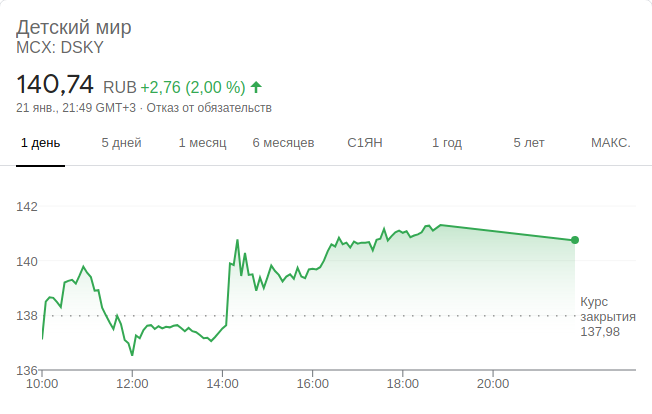 Детский мир
MCX: DSKY
140,74 RUB +2,76 (2,00 %)
21 янв., 21:49 GMT+3 · Отказ от обязательств
1 день 5 дней 1 месяц 6 месяцев С1ЯН 1 год 5 лет МАКС.
142
140
138
136
Курс
закрытия
137,98
10:00 12:00 14:00 16:00 18:00 20:00